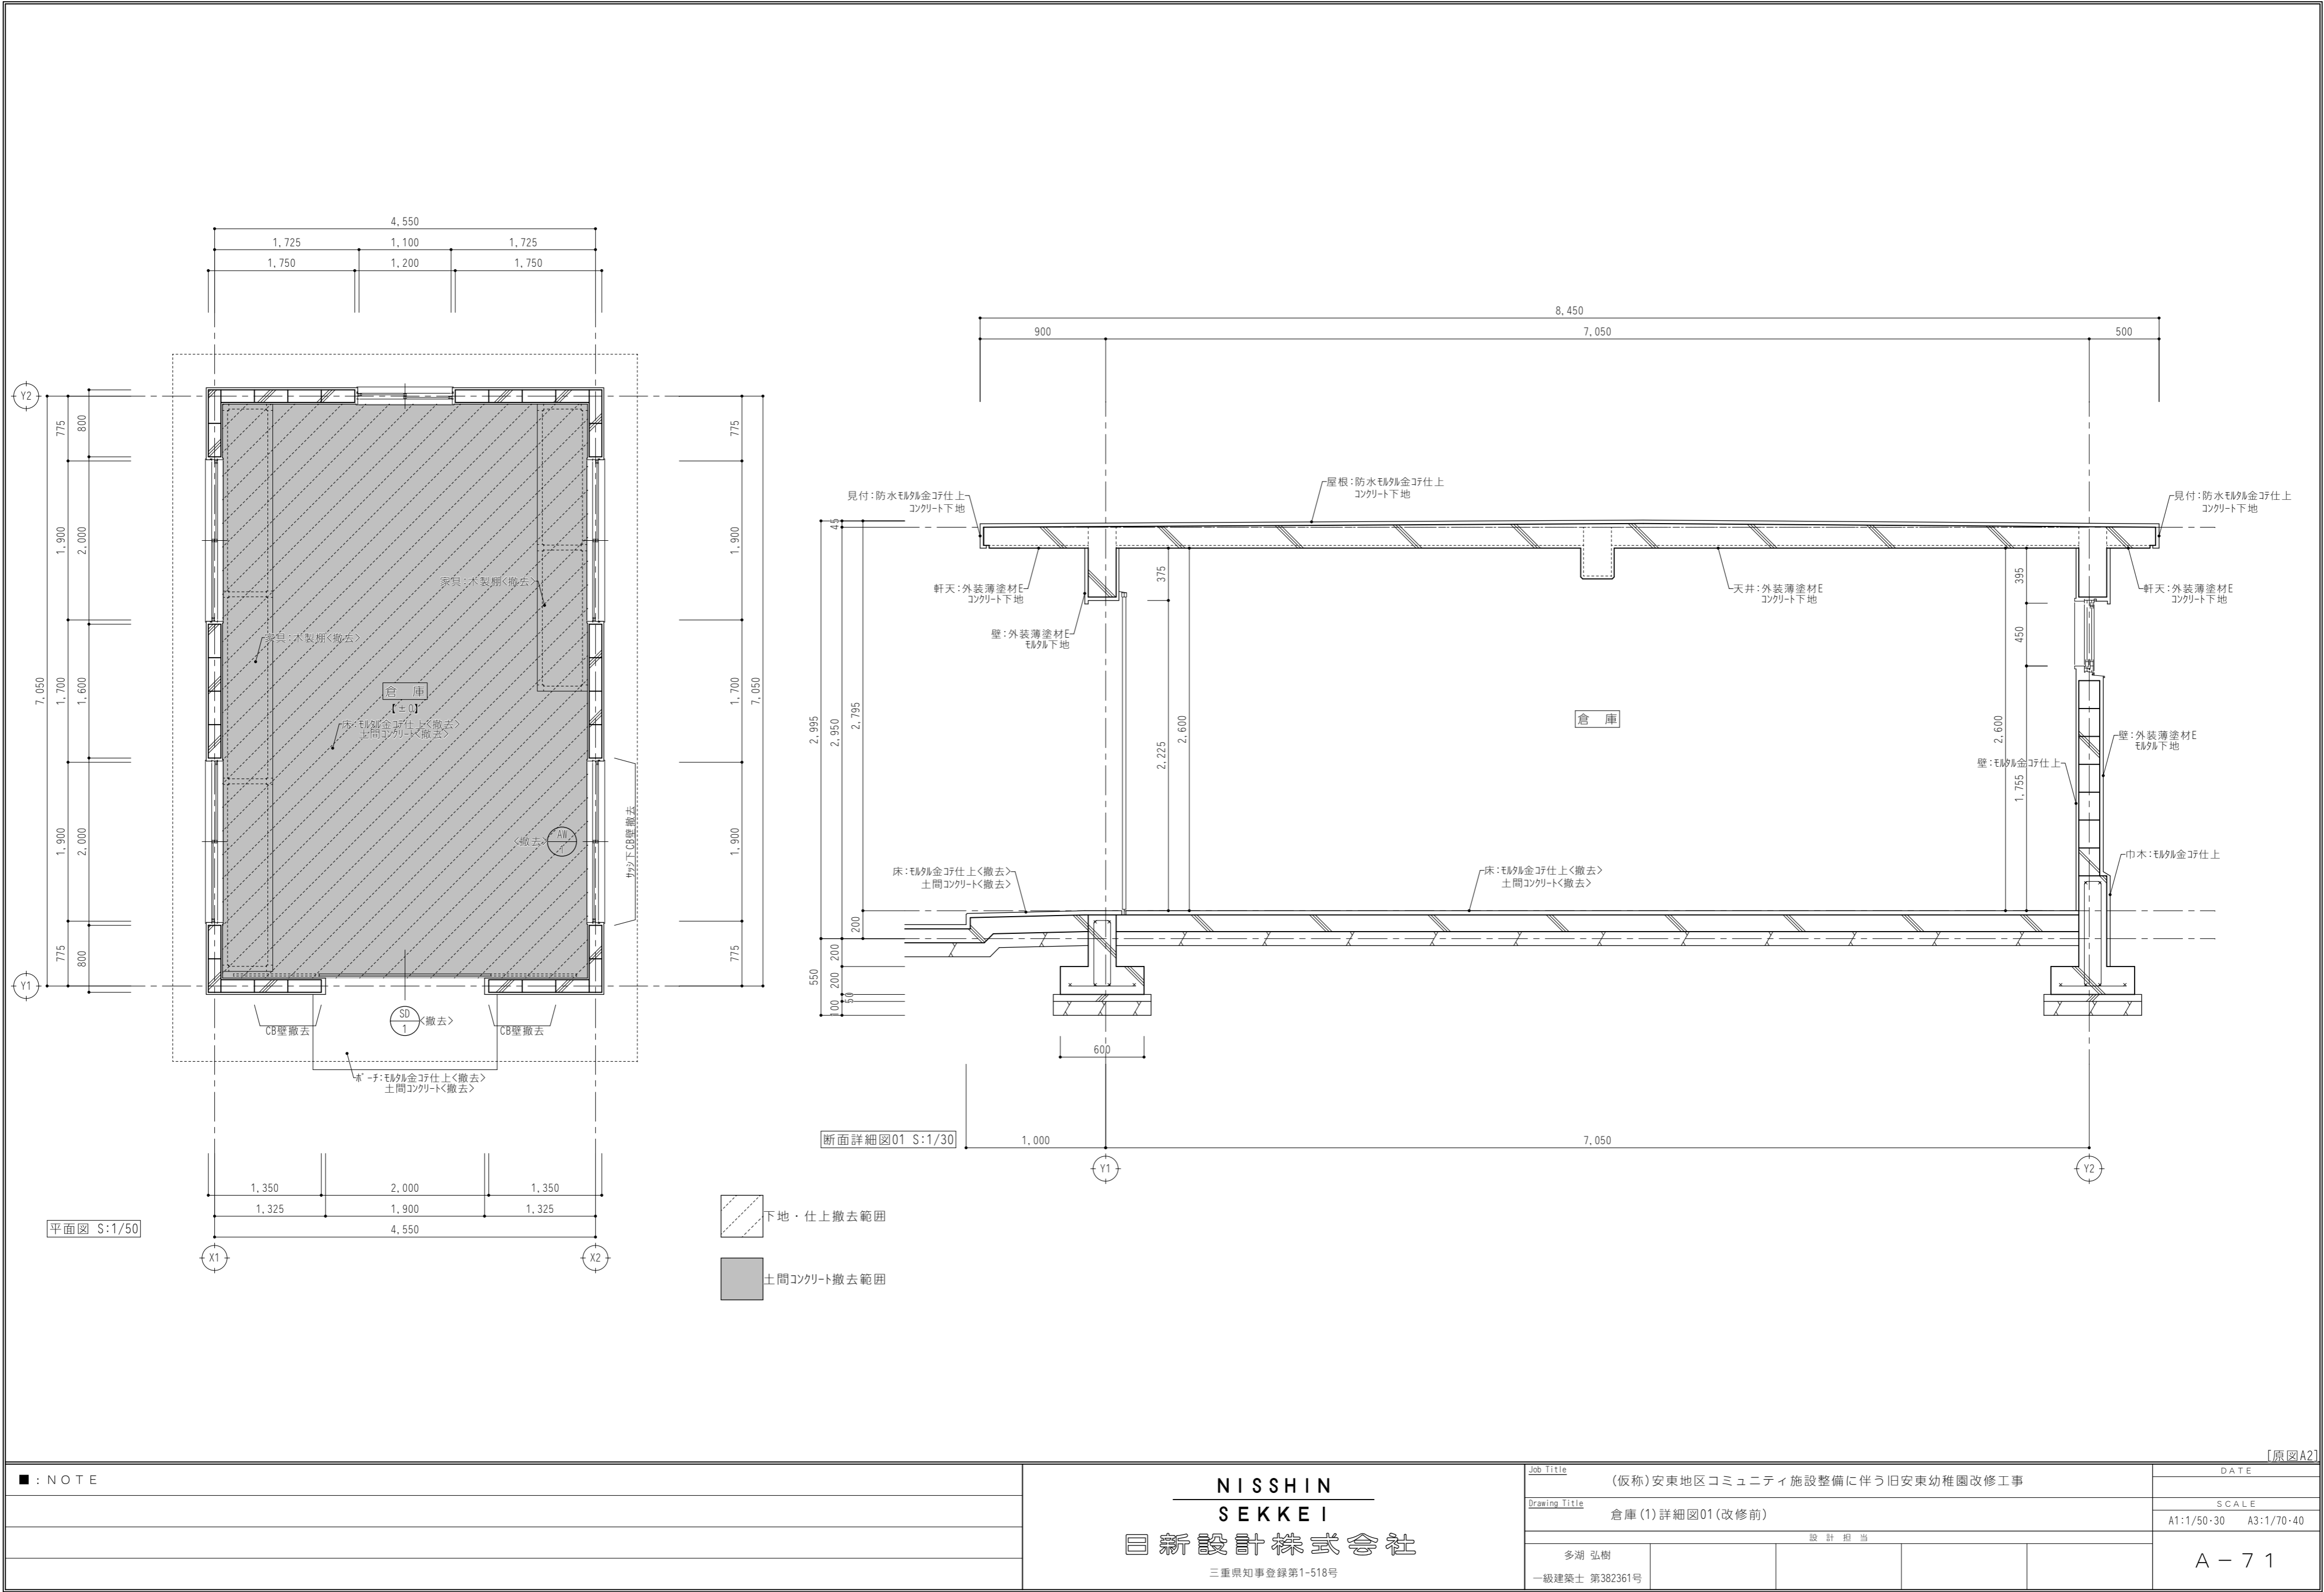 4,550
1,725
1,100
1,725
1,750
1,200
1,750
Y2
775
800
1,900
2,000
7,050
1,700
1,600
1,900
2,000
775
800
Y1
775
1,900
1,700
7,050
1,900
775
家具:木製棚<撤去>
家具:木製棚<撤去>
倉 庫
【±0】
床:モルタル金コテ仕上<撤去>
土間コンクリート<撤去>
<撤去>
AW
1
サッシ下CB壁撤去
CB壁撤去
SD
1
<撤去>
CB壁撤去
ポーチ:モルタル金コテ仕上<撤去>
土間コンクリート<撤去>
1,350
2,000
1,350
1,325
1,900
1,325
4,550
平面図 S:1/50
X1
X2
下地・仕上撤去範囲
土間コンクリート撤去範囲
8,450
900
7,050
500
見付:防水モルタル金コテ仕上
コンクリート下地
屋根:防水モルタル金コテ仕上
コンクリート下地
見付:防水モルタル金コテ仕上
コンクリート下地
軒天:外装薄塗材E
コンクリート下地
壁:外装薄塗材E
モルタル下地
天井:外装薄塗材E
コンクリート下地
軒天:外装薄塗材E
コンクリート下地
45
2,995
2,950
2,795
375
2,225
2,600
倉 庫
2,600
395
450
1,755
壁:モルタル金コテ仕上
壁:外装薄塗材E
モルタル下地
巾木:モルタル金コテ仕上
床:モルタル金コテ仕上<撤去>
土間コンクリート<撤去>
床:モルタル金コテ仕上<撤去>
土間コンクリート<撤去>
200
550
200
200
50
100
600
断面詳細図01 S:1/30
1,000
7,050
Y1
Y2
[原図A2]
■:NOTE
NISSHIN
SEKKEI
日新設計株式会社
三重県知事登録第1-518号
Job Title
(仮称)安東地区コミュニティ施設整備に伴う旧安東幼稚園改修工事
Drawing Title
倉庫(1)詳細図01(改修前)
設 計 担 当
多湖 弘樹
一級建築士 第382361号
DATE
SCALE
A1:1/50・30 A3:1/70・40
A－71